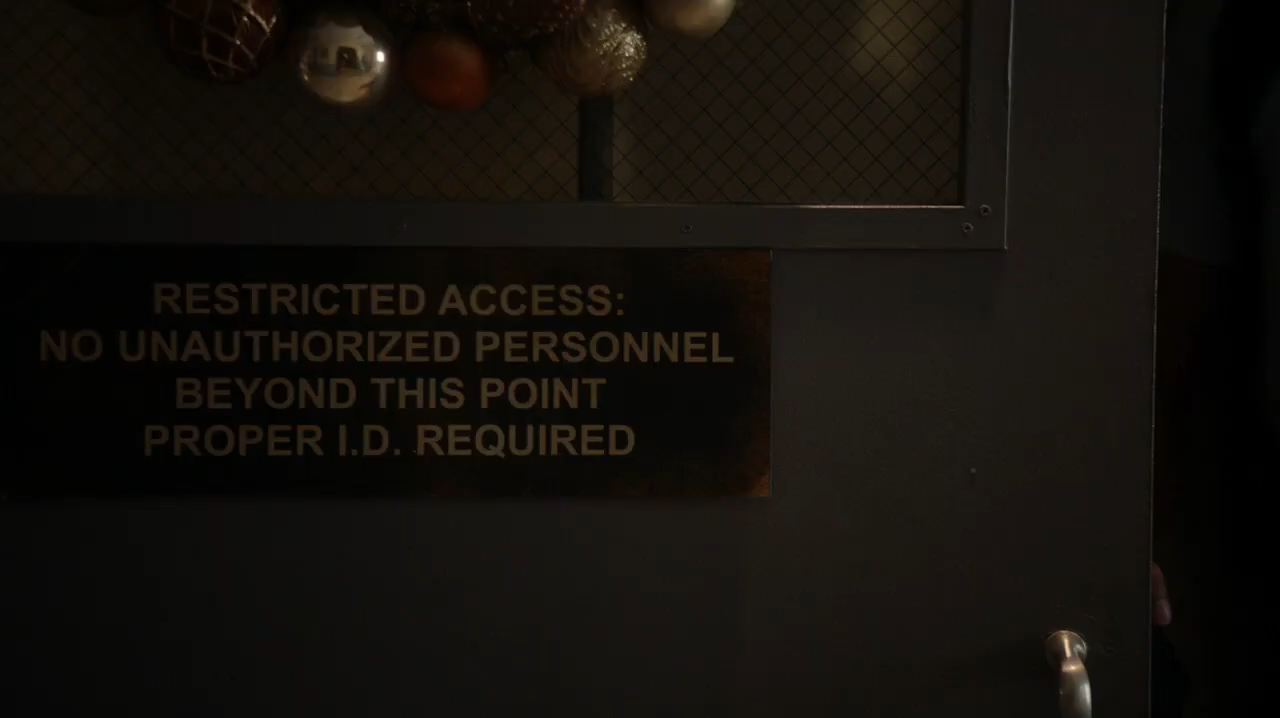 RESTRICTED ACCESS:
NO UNAUTHORIZED PERSONNEL
BEYOND THIS POINT
PROPER I.D. REQUIRED